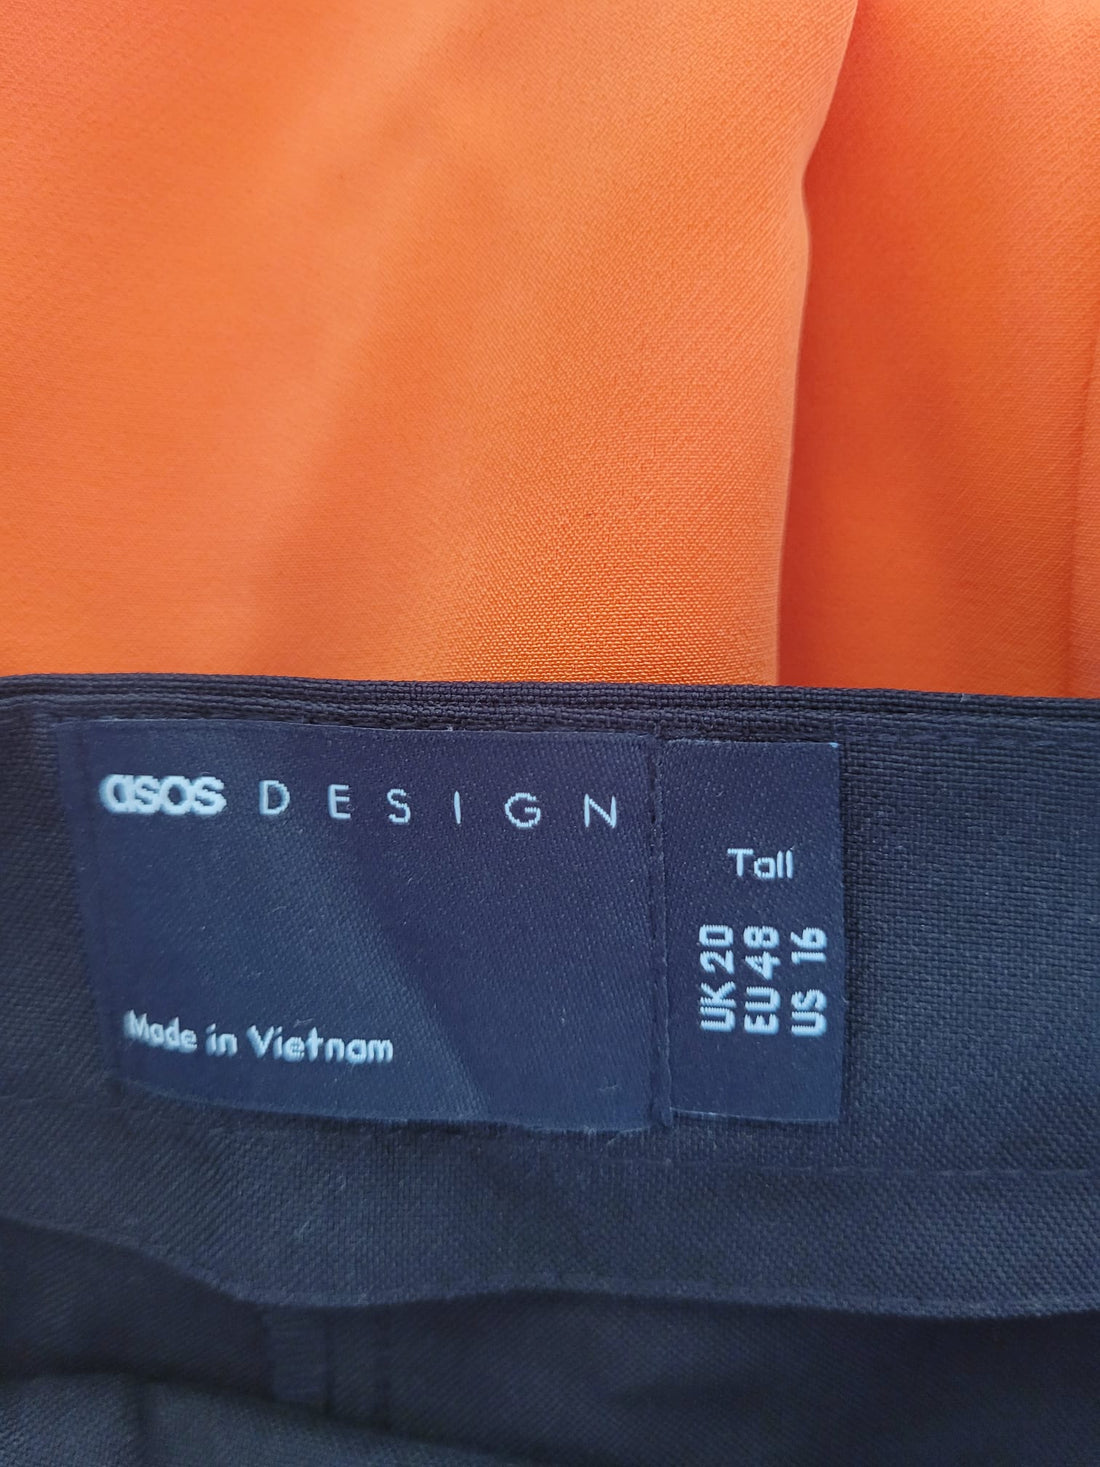 asos DESIGN
Made in Vietnam
Tall
UK 20
EU 48
US 16